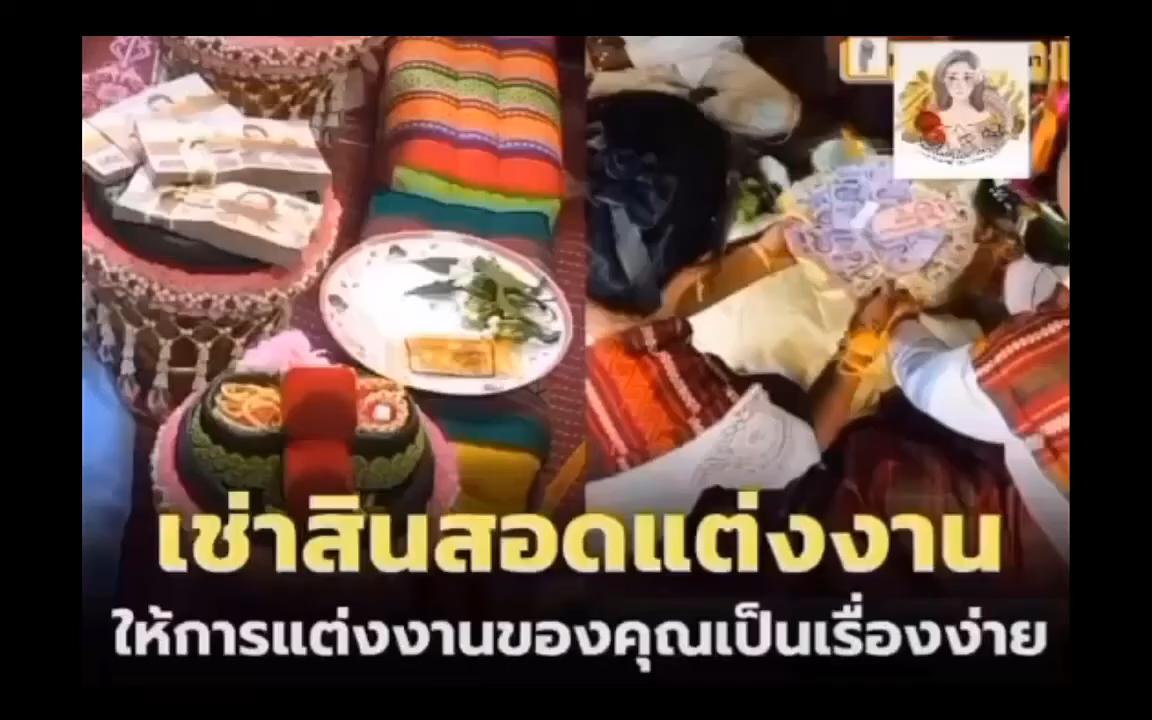 เช่าสินสอดแต่งงาน
ให้การแต่งงานของคุณเป็นเรื่องง่าย